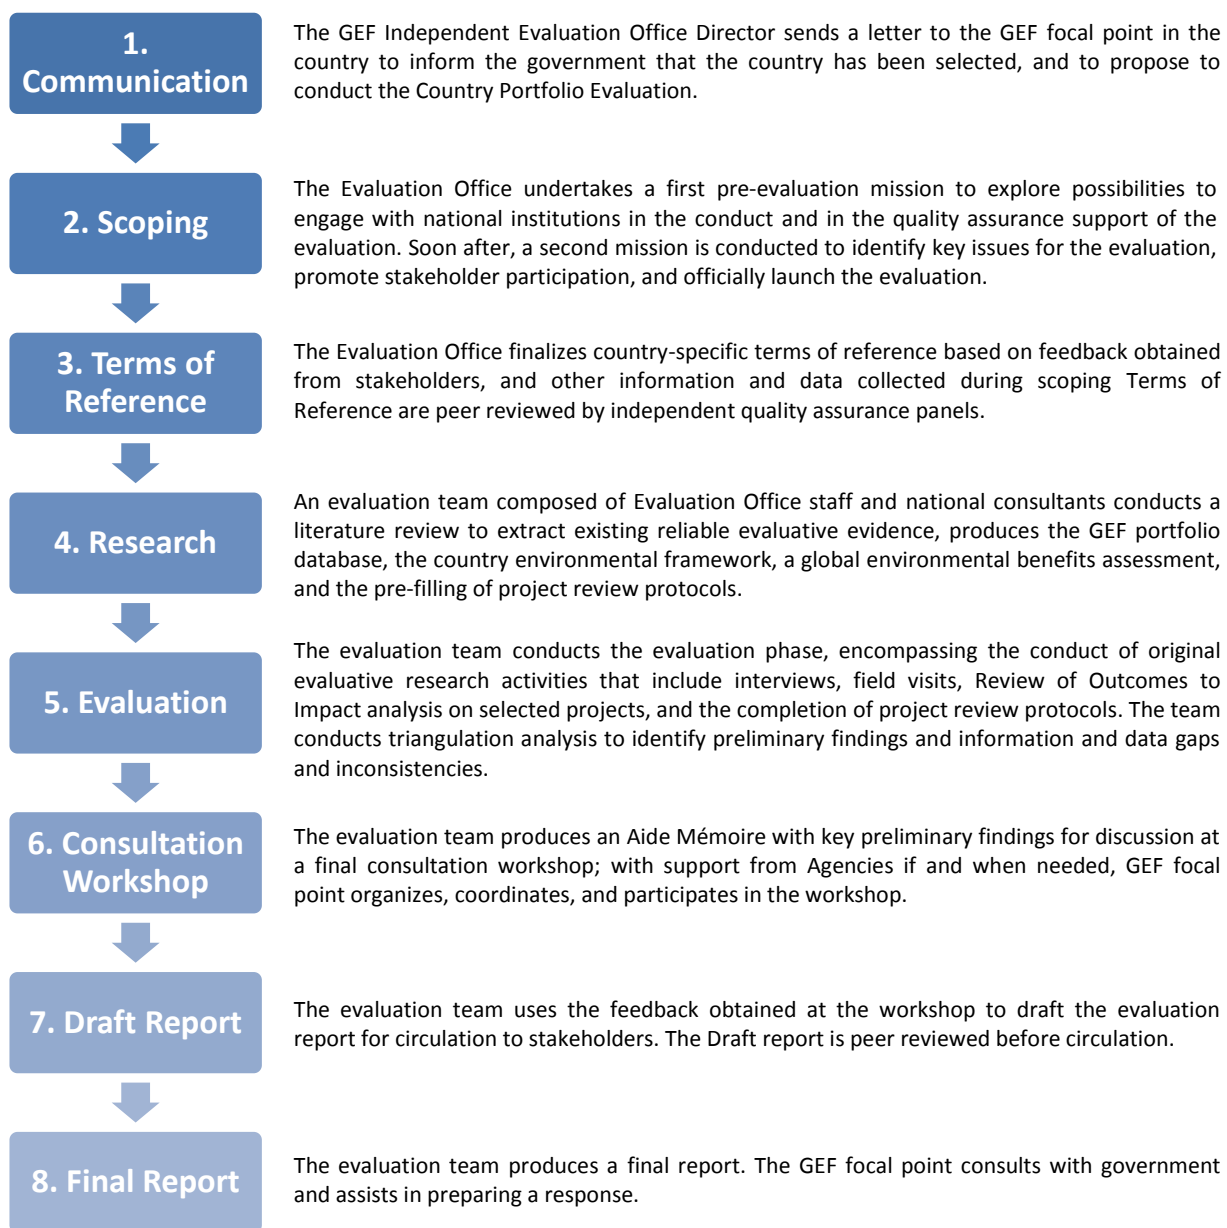 1.
Communication
The GEF Independent Evaluation Office Director sends a letter to the GEF focal point in the
country to inform the government that the country has been selected, and to propose to
conduct the Country Portfolio Evaluation.
2. Scoping
The Evaluation Office undertakes a first pre-evaluation mission to explore possibilities to
engage with national institutions in the conduct and in the quality assurance support of the
evaluation. Soon after, a second mission is conducted to identify key issues for the evaluation,
promote stakeholder participation, and officially launch the evaluation.
3. Terms of
Reference
The Evaluation Office finalizes country-specific terms of reference based on feedback obtained
from stakeholders, and other information and data collected during scoping Terms of
Reference are peer reviewed by independent quality assurance panels.
4. Research
An evaluation team composed of Evaluation Office staff and national consultants conducts a
literature review to extract existing reliable evaluative evidence, produces the GEF portfolio
database, the country environmental framework, a global environmental benefits assessment,
and the pre-filling of project review protocols.
5. Evaluation
The evaluation team conducts the evaluation phase, encompassing the conduct of original
evaluative research activities that include interviews, field visits, Review of Outcomes to
Impact analysis on selected projects, and the completion of project review protocols. The team
conducts triangulation analysis to identify preliminary findings and information and data gaps
and inconsistencies.
6. Consultation
Workshop
The evaluation team produces an Aide Mémoire with key preliminary findings for discussion at
a final consultation workshop; with support from Agencies if and when needed, GEF focal
point organizes, coordinates, and participates in the workshop.
7. Draft Report
The evaluation team uses the feedback obtained at the workshop to draft the evaluation
report for circulation to stakeholders. The Draft report is peer reviewed before circulation.
8. Final Report
The evaluation team produces a final report. The GEF focal point consults with government
and assists in preparing a response.